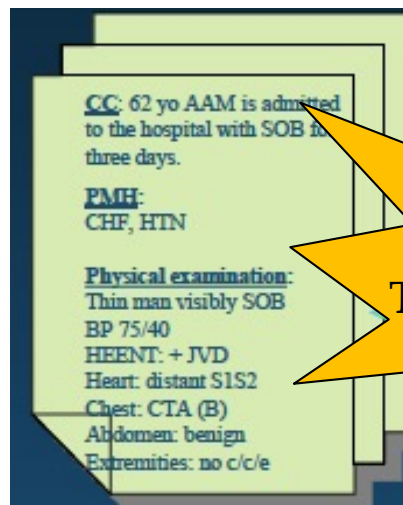 CC: 62 yo AAM is admitted
to the hospital with SOB for
three days.
PMH:
CHF, HTN
Physical examination:
Thin man visibly SOB
BP 75/40
HEENT: + JVD
Heart: distant S1S2
Chest: CTA (B)
Abdomen: benign
Extremities: no c/c/e
T